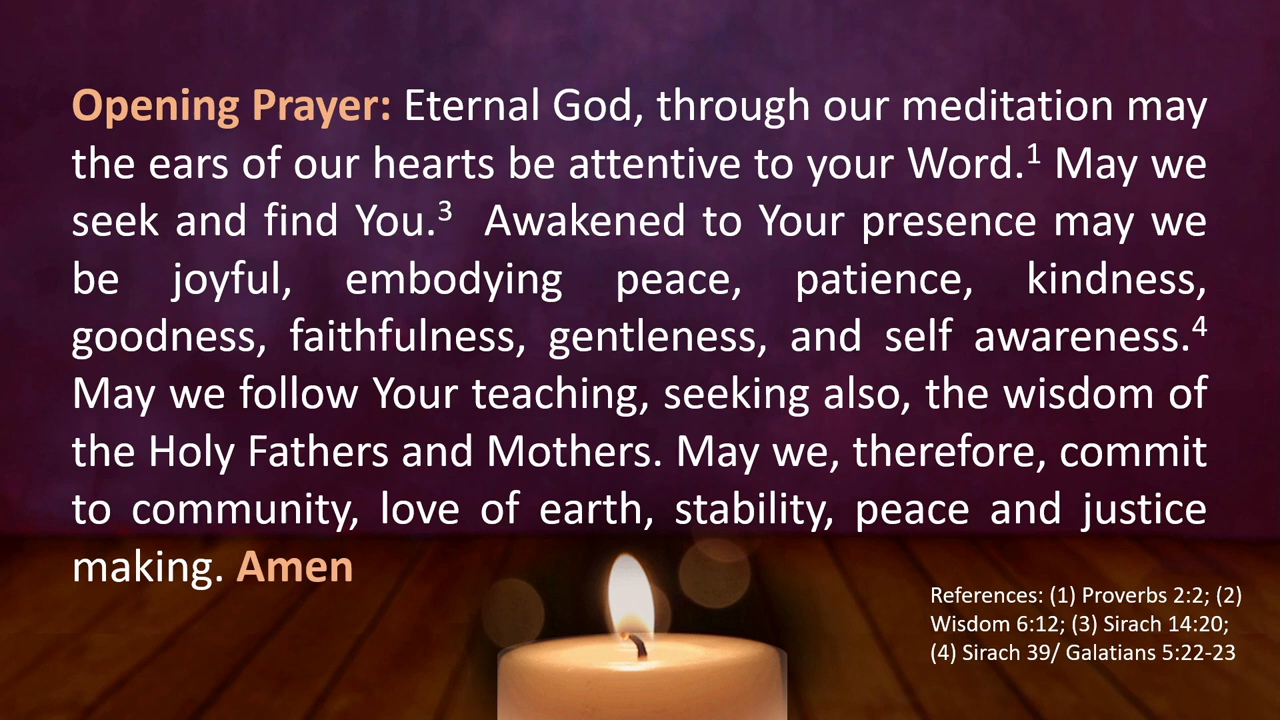 Opening Prayer: Eternal God, through our meditation may
the ears of our hearts be attentive to your Word.¹ May we
seek and find You.³  Awakened to Your presence may we
be joyful, embodying peace, patience, kindness,
goodness, faithfulness, gentleness, and self awareness.⁴
May we follow Your teaching, seeking also, the wisdom of
the Holy Fathers and Mothers. May we, therefore, commit
to community, love of earth, stability, peace and justice
making. Amen
References: (1) Proverbs 2:2; (2)
Wisdom 6:12; (3) Sirach 14:20;
(4) Sirach 39/ Galatians 5:22-23